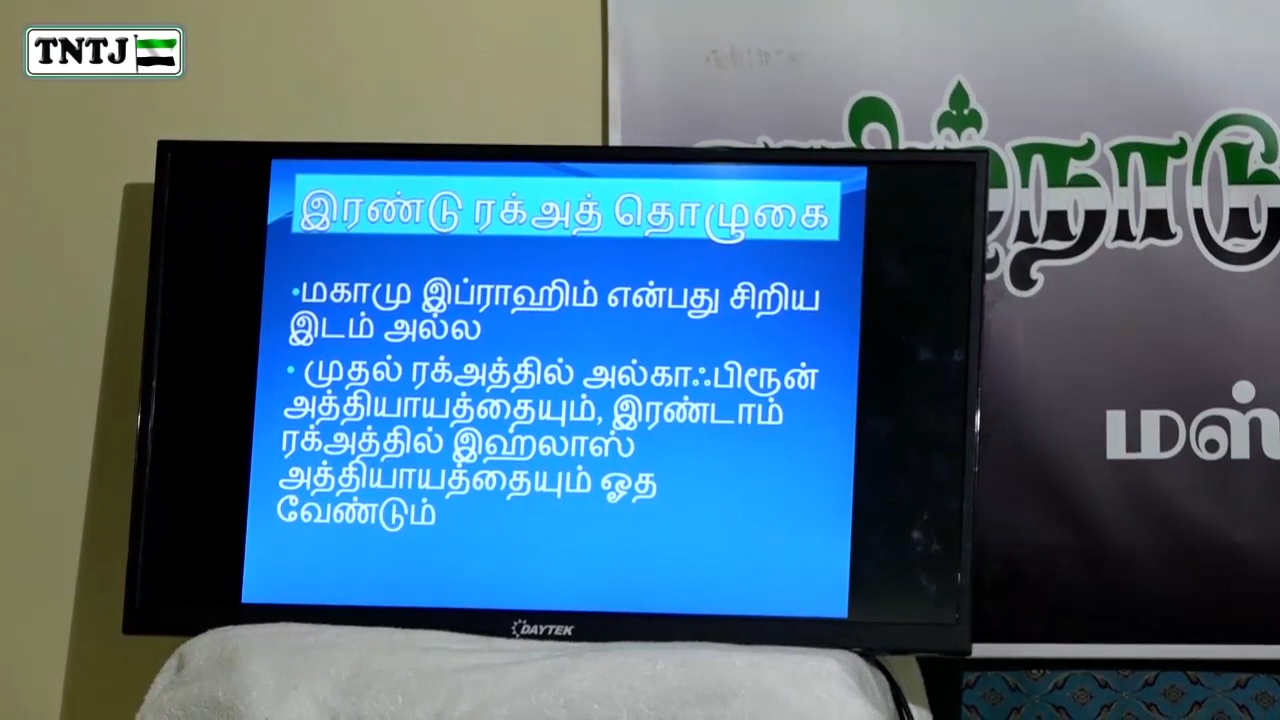 TNTJ
இரண்டு ரக்அத் தொழுகை
•மகாமு இப்ராஹிம் என்பது சிறிய
இடம் அல்ல
• முதல் ரக்அத்தில் அல்காஃபிரூன்
அத்தியாயத்தையும், இரண்டாம்
ரக்அத்தில் இஹ்லாஸ்
அத்தியாயத்தையும் ஓத
வேண்டும்
DAYTEK